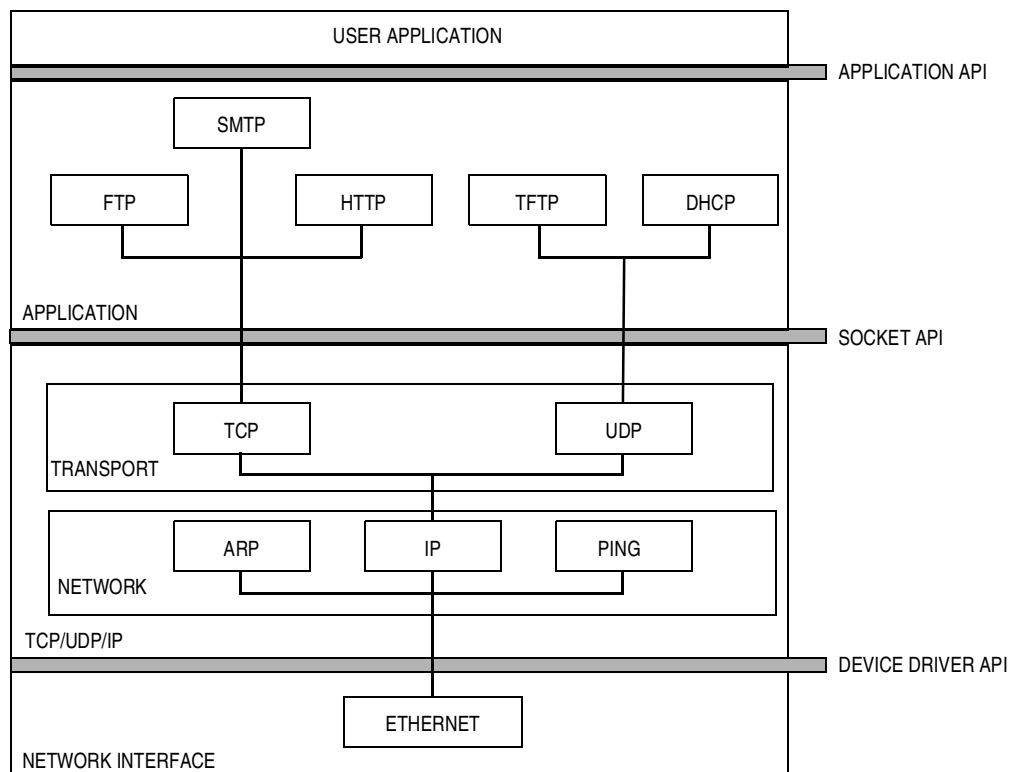 USER APPLICATION
APPLICATION API
SMTP
FTP
HTTP
TFTP
DHCP
APPLICATION
SOCKET API
TCP
UDP
TRANSPORT
ARP
IP
PING
NETWORK
TCP/UDP/IP
DEVICE DRIVER API
ETHERNET
NETWORK INTERFACE